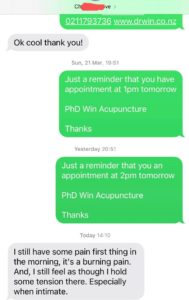 0211793736 www.drwin.co.nz
Ok cool thank you!
Sun, 21 Mar, 19:51
Just a reminder that you have
appointment at 1pm tomorrow
PhD Win Acupuncture
Thanks
Yesterday 20:51
Just a reminder that you an
appointment at 2pm tomorrow
PhD Win Acupuncture
Thanks
Today 14:10
I still have some pain first thing in
the morning, it's a burning pain.
And, I still feel as though I hold
some tension there. Especially
when intimate.